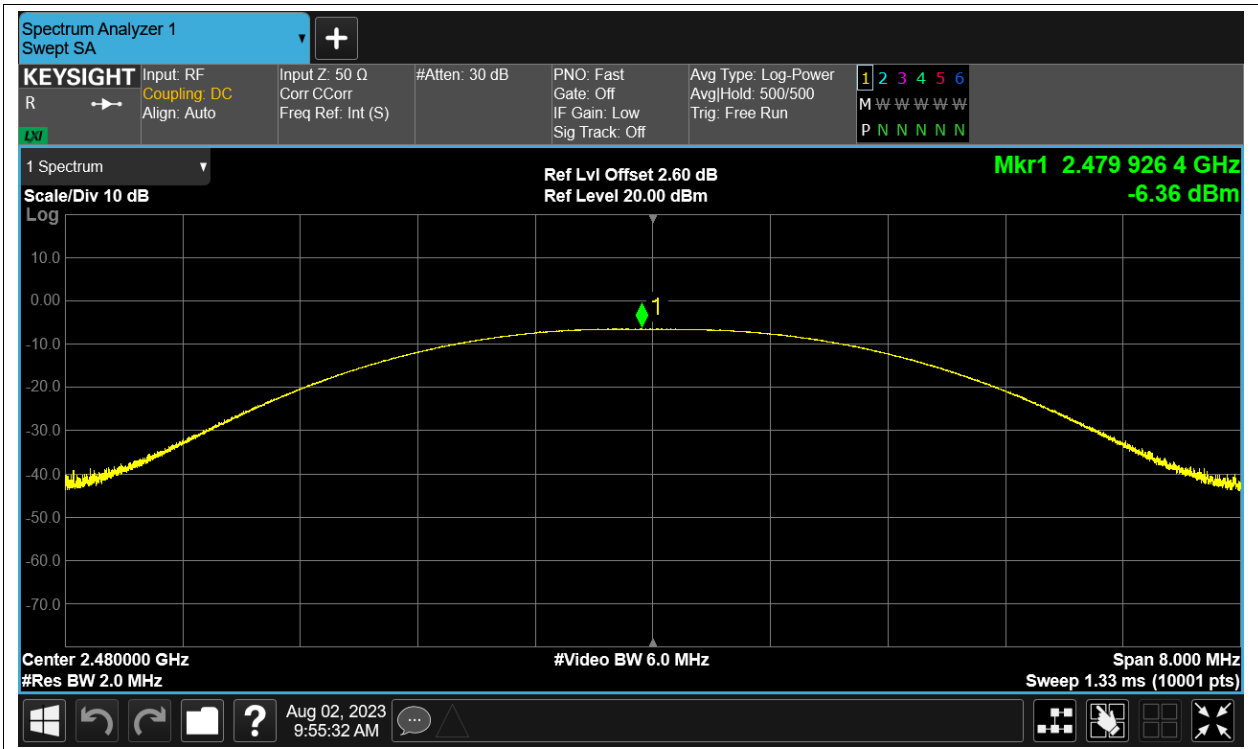 Spectrum Analyzer 1
Swept SA
▼
+
KEYSIGHT
R
LXI
Input: RF
Coupling: DC
Align: Auto
Input Z: 50 Ω
Corr CCorr
Freq Ref: Int (S)
#Atten: 30 dB
PNO: Fast
Gate: Off
IF Gain: Low
Sig Track: Off
Avg Type: Log-Power
Avg|Hold: 500/500
Trig: Free Run
1 2 3 4 5 6
M W W W W W
P N N N N N
1 Spectrum ▼
Scale/Div 10 dB
Log
Ref Lvl Offset 2.60 dB
Ref Level 20.00 dBm
Mkr1 2.479 926 4 GHz
-6.36 dBm
10.0
0.00
-10.0
-20.0
-30.0
-40.0
-50.0
-60.0
-70.0
1
Center 2.480000 GHz
#Res BW 2.0 MHz
#Video BW 6.0 MHz
Span 8.000 MHz
Sweep 1.33 ms (10001 pts)
?
Aug 02, 2023
9:55:32 AM